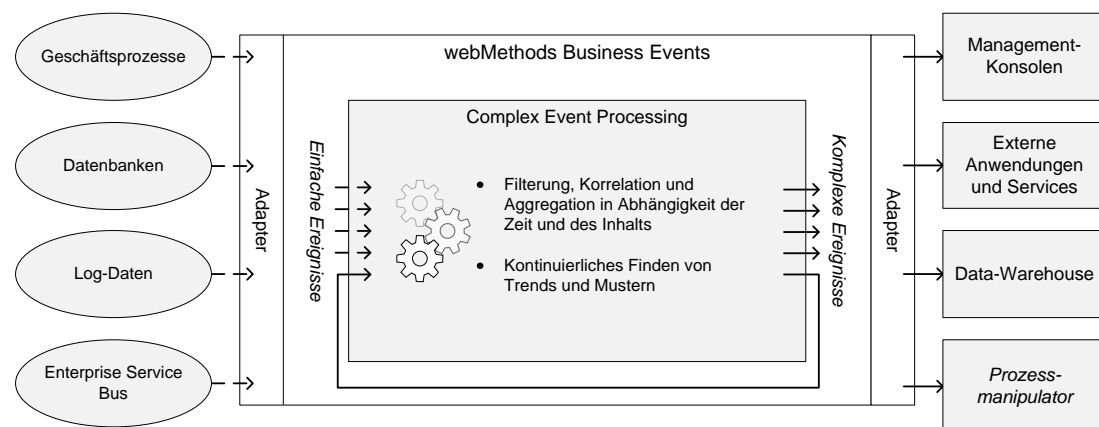 Geschäftsprozesse
Datenbanken
Log-Daten
Enterprise Service
Bus
Adapter
webMethods Business Events
Einfache Ereignisse
Complex Event Processing
• Filterung, Korrelation und
Aggregation in Abhängigkeit der
Zeit und des Inhalts
• Kontinuierliches Finden von
Trends und Mustern
Komplexe Ereignisse
Adapter
Management-
Konsolen
Externe
Anwendungen
und Services
Data-Warehouse
Prozess-
manipulator